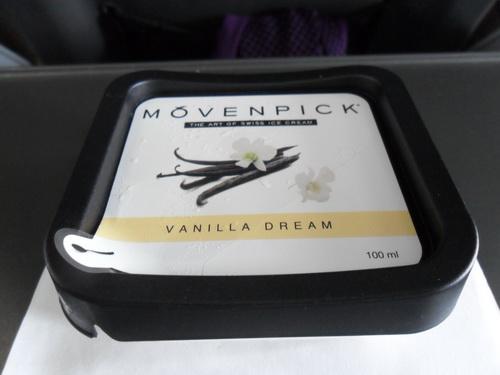 MÖVENPICK®
THE ART OF SWISS ICE CREAM
VANILLA DREAM
100 ml